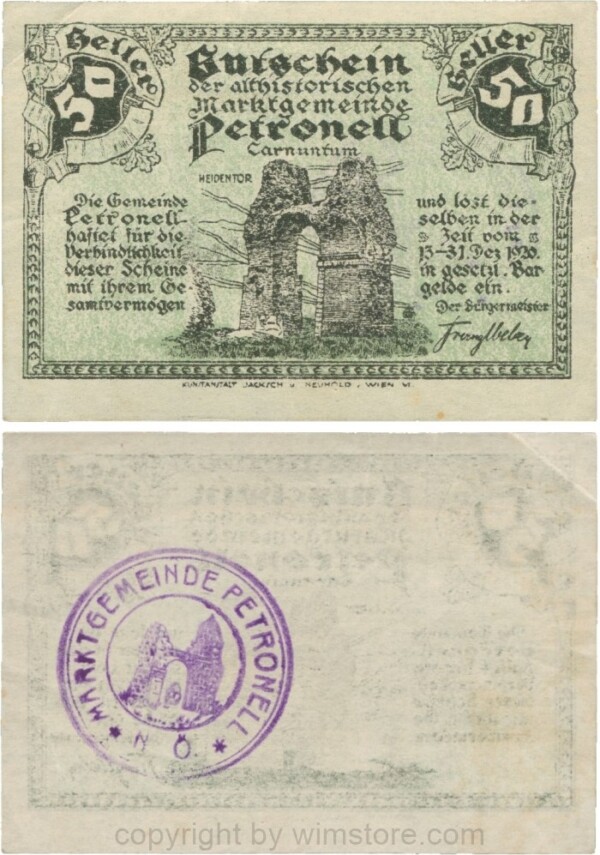 50 Heller
Heller 50
Gutschein
der althistorischen
Marktgemeinde
Petronell
Carnuntum
HEIDENTOR
Die Gemeinde
Petronell
haftet für die
Verbindlichkeit
dieser Scheine
mit ihrem Ge-
samtvermögen
und löst die-
selben in der
Zeit vom
15-31. Dez. 1920.
in gesetzl. Bar-
gelde ein.
Der Bürgermeister
KUNSTANSTALT JACKSCH u. NEUHOLD, WIEN VI.
MARKTGEMEINDE PETRONELL
* N. Ö. *
copyright by wimstore.com